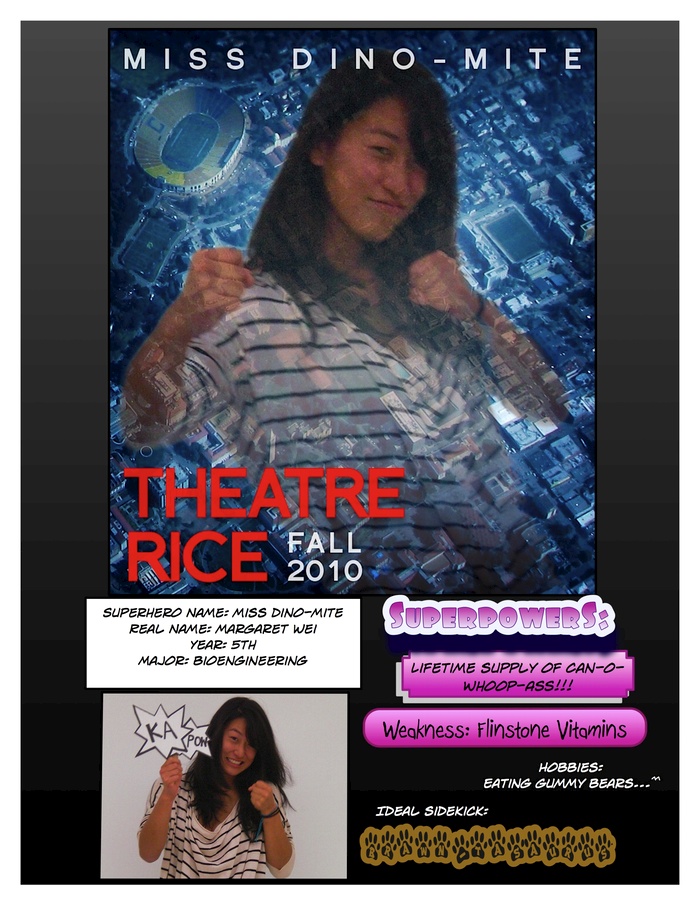 MISS DINO-MITE
THEATRE
RICE FALL
2010
SUPERHERO NAME: MISS DINO-MITE
REAL NAME: MARGARET WEI
YEAR: 5TH
MAJOR: BIOENGINEERING
SUPERPOWERS:
LIFETIME SUPPLY OF CAN-O-
WHOOP-ASS!!!
Weakness: Flinstone Vitamins
KA
POW
HOBBIES:
EATING GUMMY BEARS...^^
IDEAL SIDEKICK: